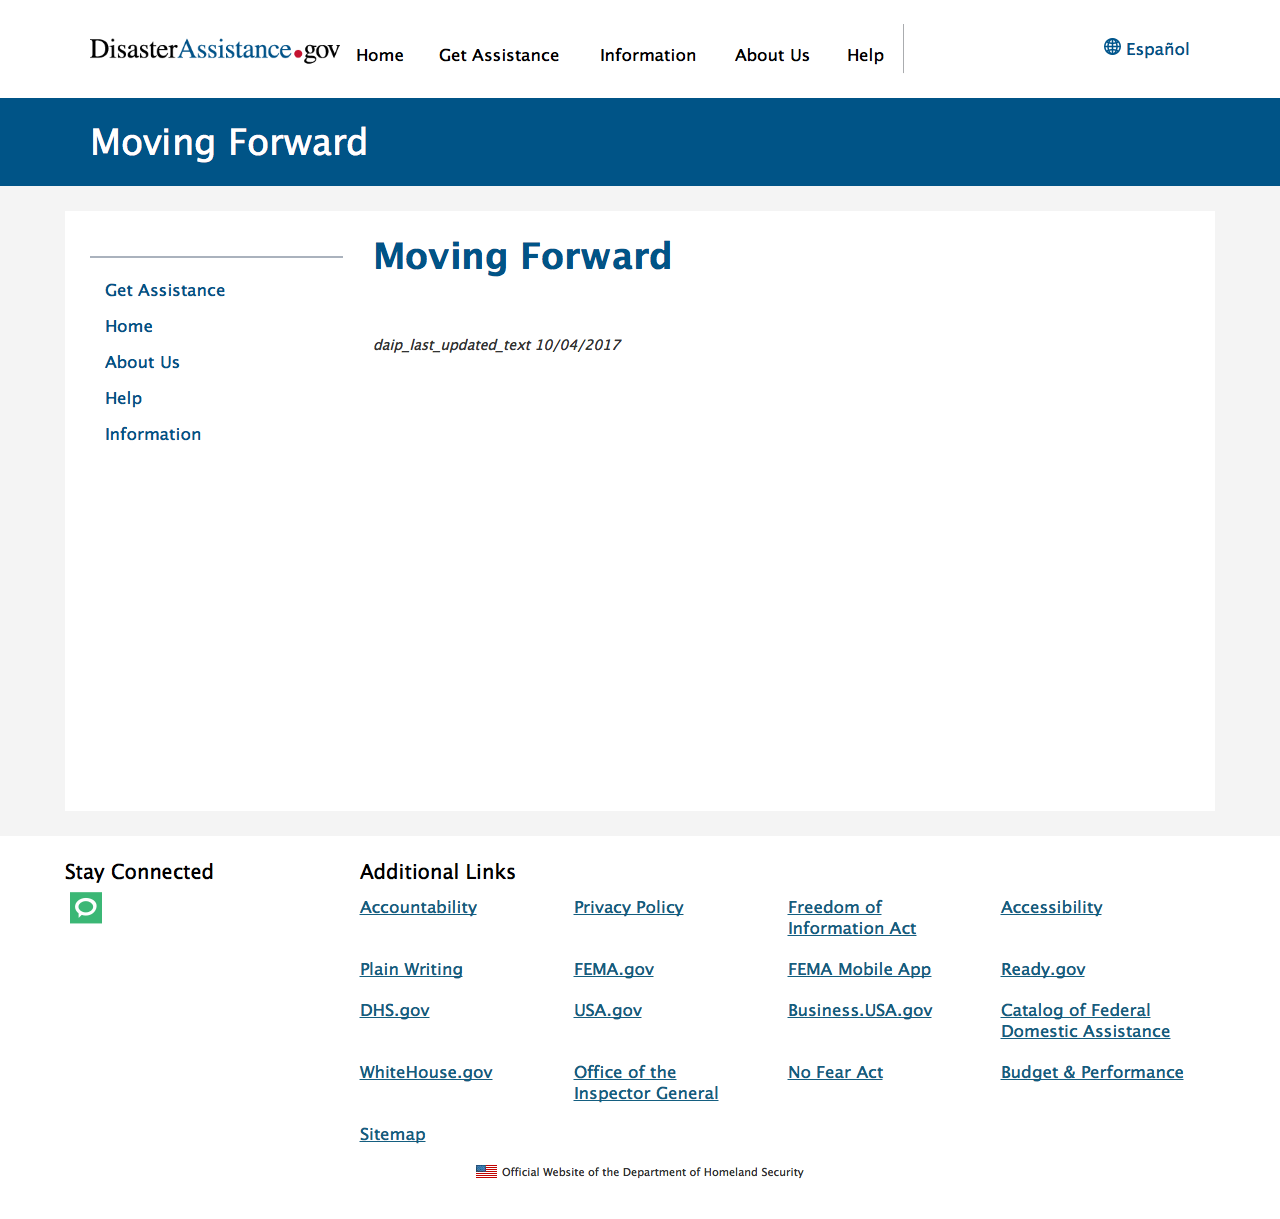 DisasterAssistance.gov
Home
Get Assistance
Information
About Us
Help
Español
Moving Forward
Get Assistance
Home
About Us
Help
Information
Moving Forward
daip_last_updated_text 10/04/2017
Stay Connected
Additional Links
Accountability
Privacy Policy
Freedom of
Information Act
Accessibility
Plain Writing
FEMA.gov
FEMA Mobile App
Ready.gov
DHS.gov
USA.gov
Business.USA.gov
Catalog of Federal
Domestic Assistance
WhiteHouse.gov
Office of the
Inspector General
No Fear Act
Budget & Performance
Sitemap
Official Website of the Department of Homeland Security